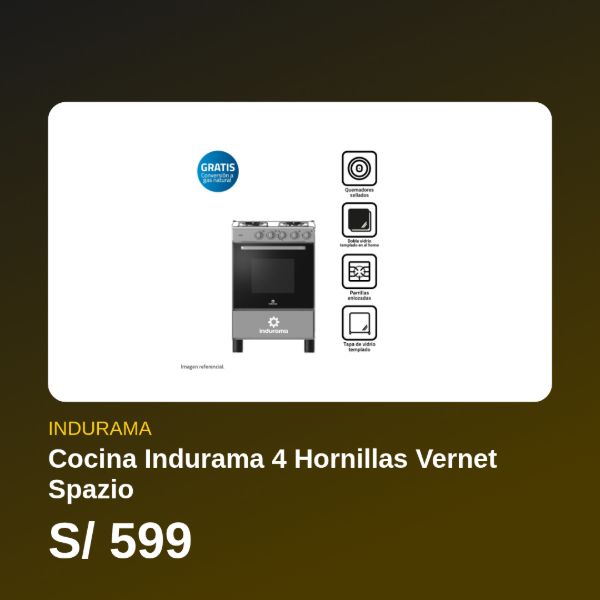 GRATIS
Conversión a
gas natural
Quemadores
sellados
Doble vidrio
templado en el horno
Parrillas
enlozadas
Tapa de vidrio
templado
indurama
Imagen referencial.
INDURAMA
Cocina Indurama 4 Hornillas Vernet
Spazio
S/ 599